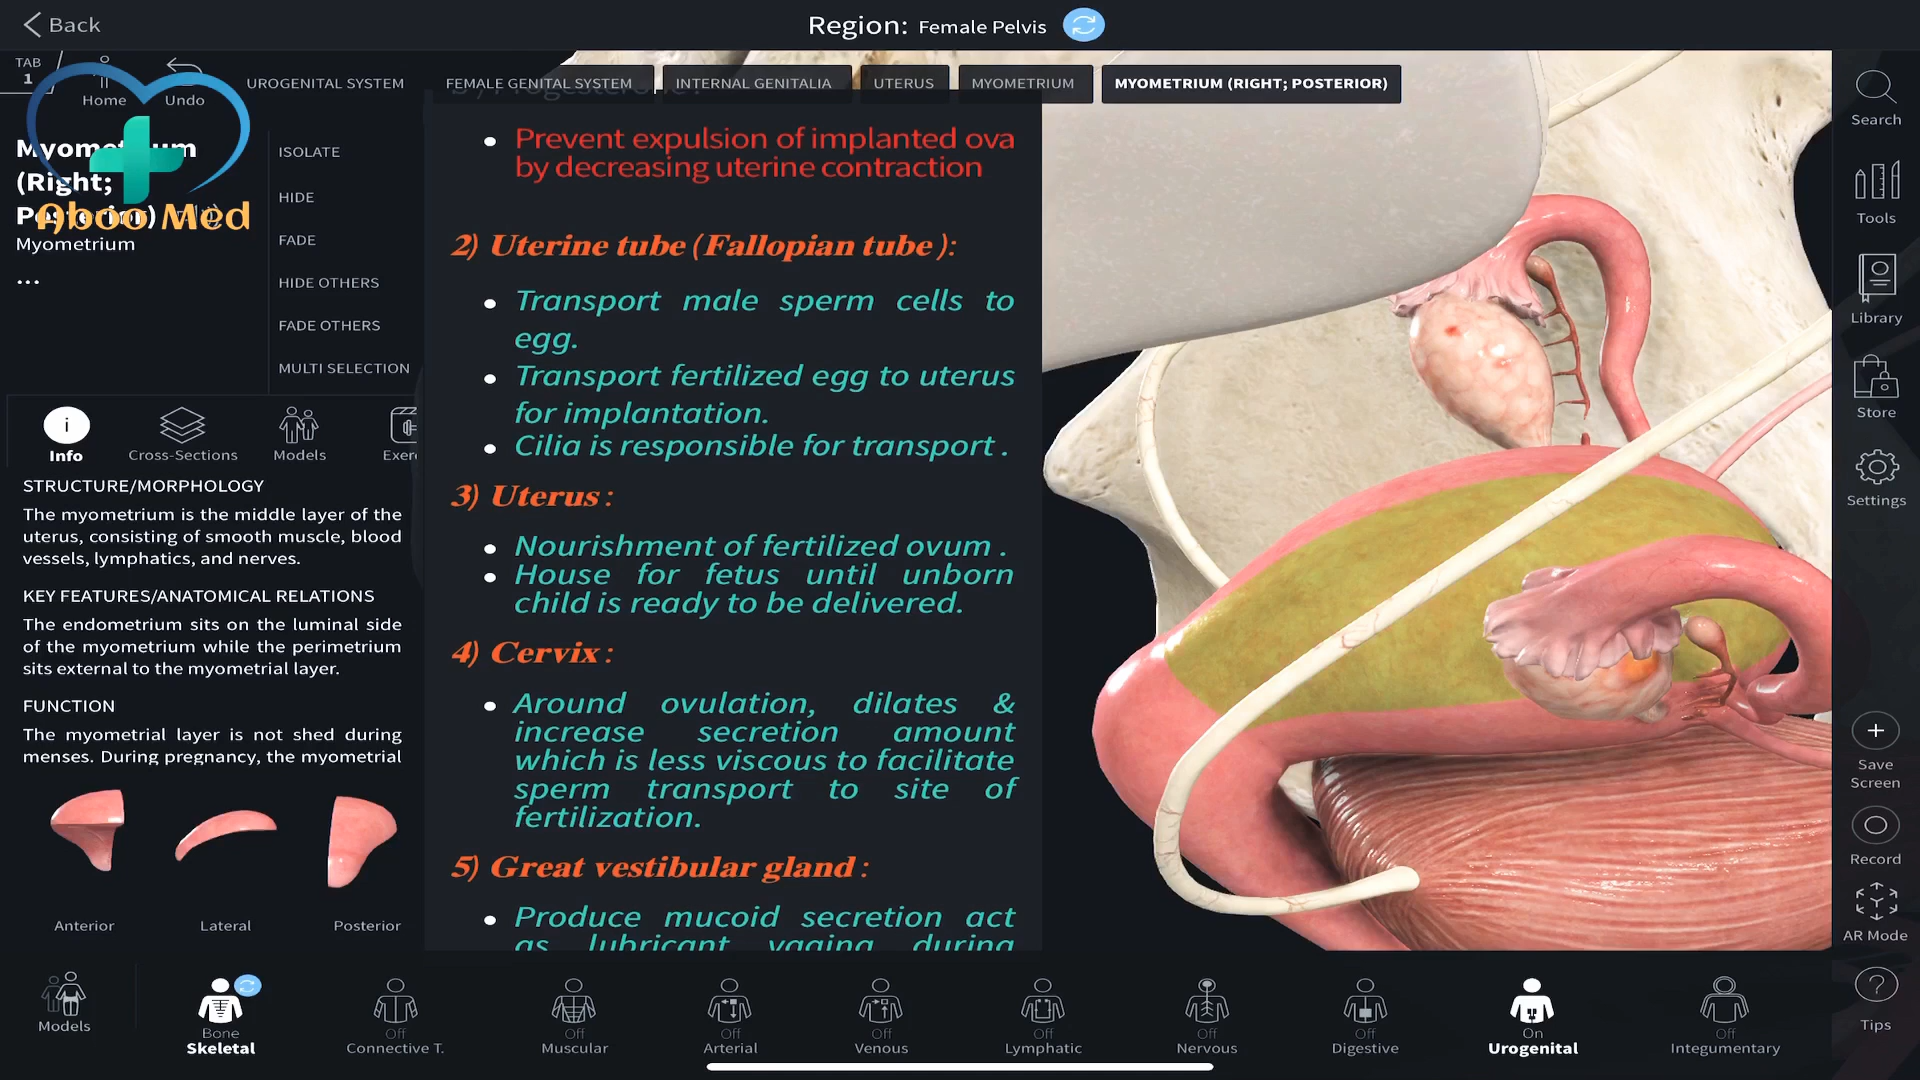 Back
Region: Female Pelvis
TAB
1
Home
Undo
UROGENITAL SYSTEM
FEMALE GENITAL SYSTEM
INTERNAL GENITALIA
UTERUS
MYOMETRIUM
MYOMETRIUM (RIGHT; POSTERIOR)
Myometrium
(Right;
Posterior)
Aboo Med
Myometrium
...
ISOLATE
HIDE
FADE
HIDE OTHERS
FADE OTHERS
MULTI SELECTION
Info
Cross-Sections
Models
Exer
STRUCTURE/MORPHOLOGY
The myometrium is the middle layer of the
uterus, consisting of smooth muscle, blood
vessels, lymphatics, and nerves.
KEY FEATURES/ANATOMICAL RELATIONS
The endometrium sits on the luminal side
of the myometrium while the perimetrium
sits external to the myometrial layer.
FUNCTION
The myometrial layer is not shed during
menses. During pregnancy, the myometrial
Anterior
Lateral
Posterior
• Prevent expulsion of implanted ova
by decreasing uterine contraction
2) Uterine tube (Fallopian tube ):
• Transport male sperm cells to
egg.
• Transport fertilized egg to uterus
for implantation.
• Cilia is responsible for transport .
3) Uterus :
• Nourishment of fertilized ovum .
• House for fetus until unborn
child is ready to be delivered.
4) Cervix :
• Around ovulation, dilates &
increase secretion amount
which is less viscous to facilitate
sperm transport to site of
fertilization.
5) Great vestibular gland :
• Produce mucoid secretion act
as lubricant vagina during
Search
Tools
Library
Store
Settings
Save
Screen
Record
AR Mode
Tips
Models
Bone
Skeletal
Off
Connective T.
Off
Muscular
Off
Arterial
Off
Venous
Off
Lymphatic
Off
Nervous
Off
Digestive
On
Urogenital
Off
Integumentary